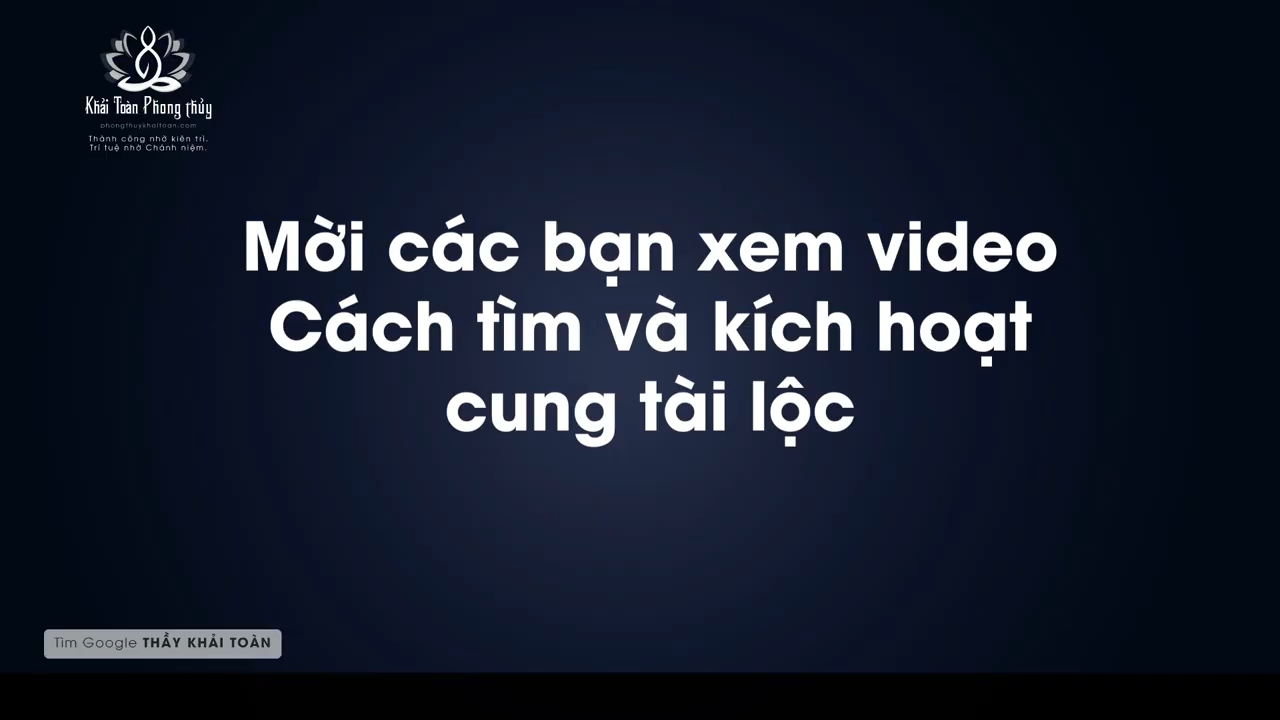 Khải Toàn Phong thủy
phongthuykhaitoan.com
Thành công nhờ kiên trì.
Trí tuệ nhờ Chánh niệm.
Mời các bạn xem video
Cách tìm và kích hoạt
cung tài lộc
Tìm Google THẦY KHẢI TOÀN